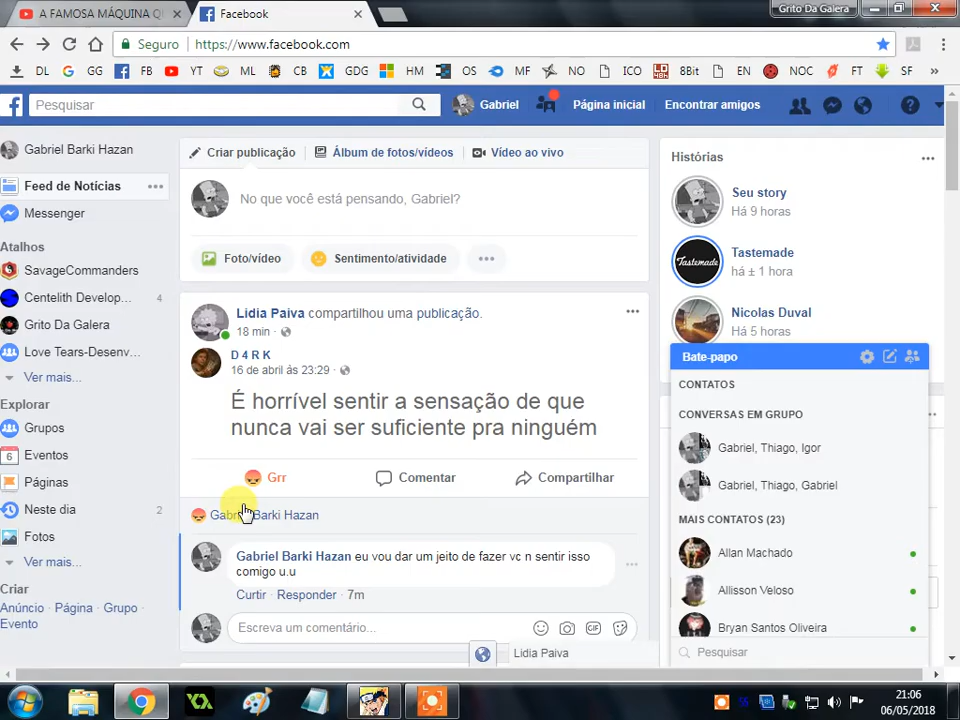 A FAMOSA MÁQUINA QU
Facebook
Grito Da Galera
Seguro
https://www.facebook.com
DL
GG
FB
YT
ML
CB
GDG
HM
OS
MF
NO
ICO
8Bit
EN
NOC
FT
SF
»
Pesquisar
Gabriel
Página inicial
Encontrar amigos
Gabriel Barki Hazan
Feed de Notícias
Messenger
Atalhos
SavageCommanders
Centelith Develop... 4
Grito Da Galera
Love Tears-Desenv...
Ver mais...
Explorar
Grupos
Eventos
Páginas
Neste dia 2
Fotos
Ver mais...
Criar
Anúncio · Página · Grupo ·
Evento
Criar publicação
Álbum de fotos/vídeos
Vídeo ao vivo
No que você está pensando, Gabriel?
Foto/vídeo
Sentimento/atividade
Lidia Paiva compartilhou uma publicação.
18 min ·
D 4 R K
16 de abril às 23:29 ·
É horrível sentir a sensação de que
nunca vai ser suficiente pra ninguém
Grr
Comentar
Compartilhar
Gabriel Barki Hazan
Gabriel Barki Hazan eu vou dar um jeito de fazer vc n sentir isso
comigo u.u
Curtir · Responder · 7m
Escreva um comentário...
GIF
Lidia Paiva
Histórias
Seu story
Há 9 horas
Tastemade
Tastemade
há ± 1 hora
Nicolas Duval
Há 5 horas
Bate-papo
CONTATOS
CONVERSAS EM GRUPO
Gabriel, Thiago, Igor
Gabriel, Thiago, Gabriel
MAIS CONTATOS (23)
Allan Machado
Allisson Veloso
Bryan Santos Oliveira
Pesquisar
21:06
06/05/2018